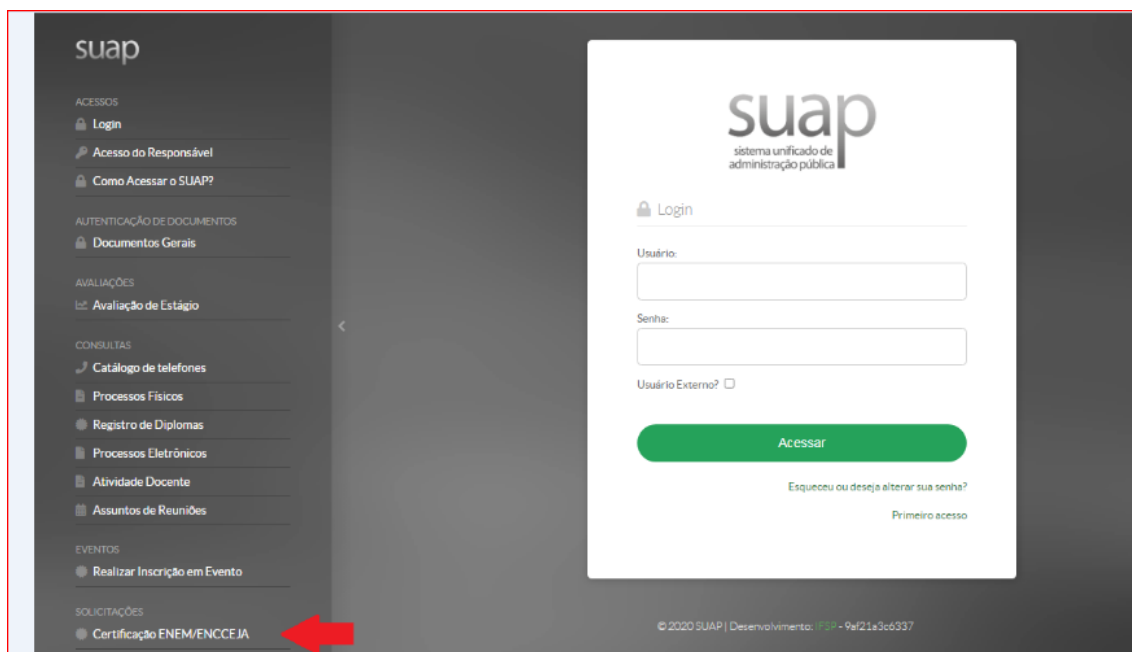 suap
ACESSOS
Login
Acesso do Responsável
Como Acessar o SUAP?
AUTENTICAÇÃO DE DOCUMENTOS
Documentos Gerais
AVALIAÇÕES
Avaliação de Estágio
CONSULTAS
Catálogo de telefones
Processos Físicos
Registro de Diplomas
Processos Eletrônicos
Atividade Docente
Assuntos de Reuniões
EVENTOS
Realizar Inscrição em Evento
SOLICITAÇÕES
Certificação ENEM/ENCCEJA
suap
sistema unificado de
administração pública
Login
Usuário:
Senha:
Usuário Externo?
Acessar
Esqueceu ou deseja alterar sua senha?
Primeiro acesso
© 2020 SUAP | Desenvolvimento: IFSP - 9af21a3c6337